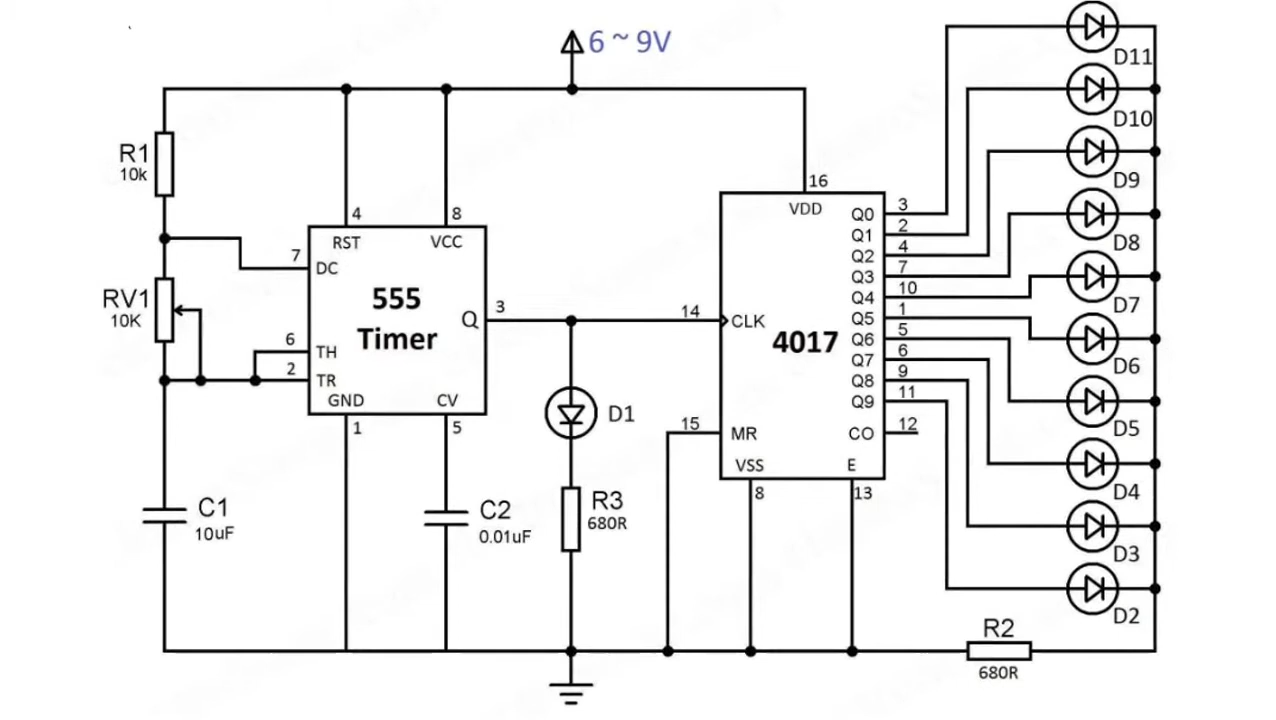 6 ~ 9V
R1
10k
RV1
10K
C1
10uF
4
8
RST
VCC
7
DC
555
Timer
Q
3
6
TH
2
TR
GND
CV
1
5
C2
0.01uF
D1
R3
680R
16
VDD
14
CLK
4017
15
MR
VSS
E
8
13
Q0
3
Q1
2
Q2
4
Q3
7
Q4
10
Q5
1
Q6
5
Q7
6
Q8
9
Q9
11
CO
12
D11
D10
D9
D8
D7
D6
D5
D4
D3
D2
R2
680R